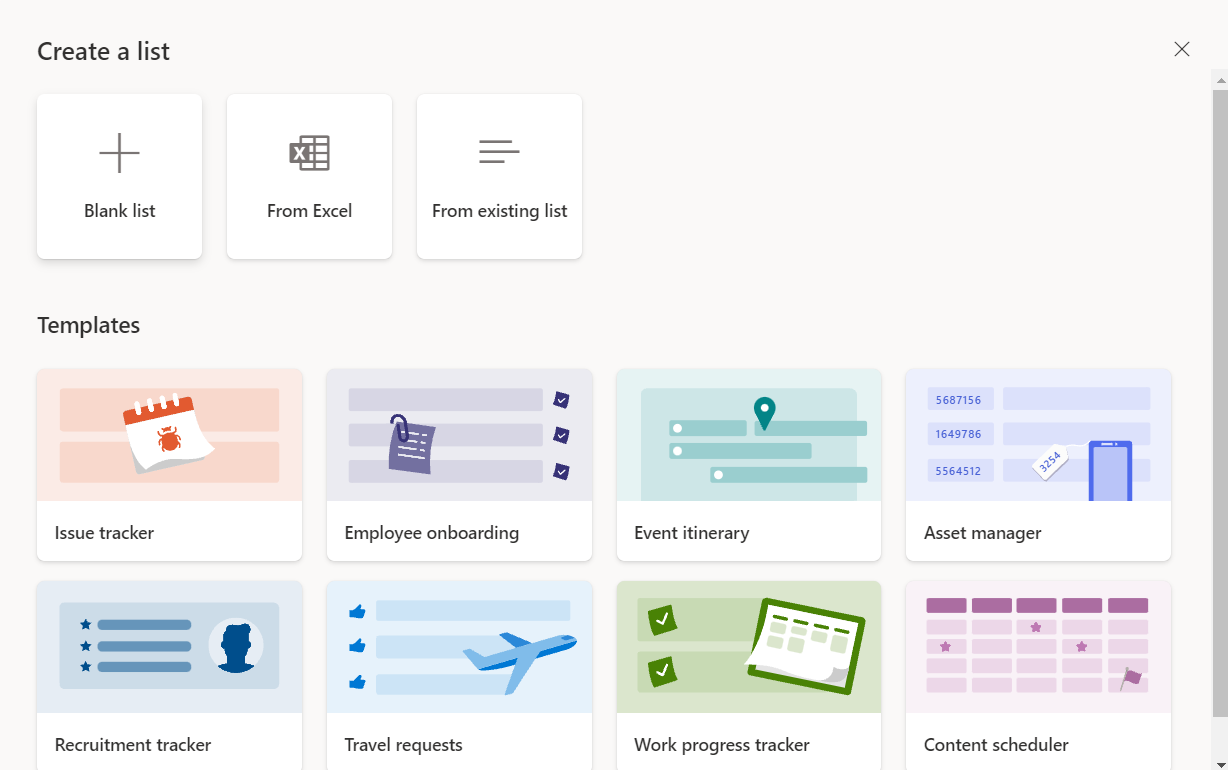 Create a list
Blank list
From Excel
From existing list
Templates
5687156
1649786
5564512
3254
Issue tracker
Employee onboarding
Event itinerary
Asset manager
Recruitment tracker
Travel requests
Work progress tracker
Content scheduler